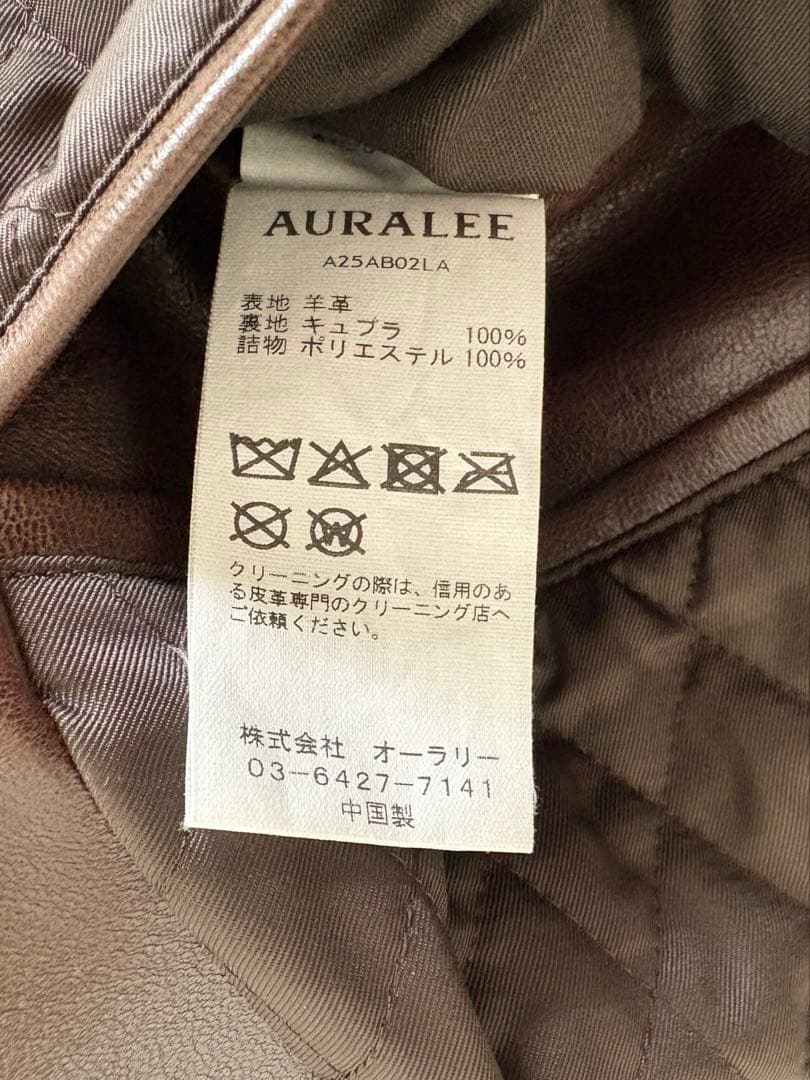 AURALEE
A25AB02LA
表地 羊革
裏地 キュプラ 100%
詰物 ポリエステル 100%
クリーニングの際は、信用のあ
る皮革専門のクリーニング店へ
ご依頼ください。
株式会社 オーラリー
03-6427-7141
中国製